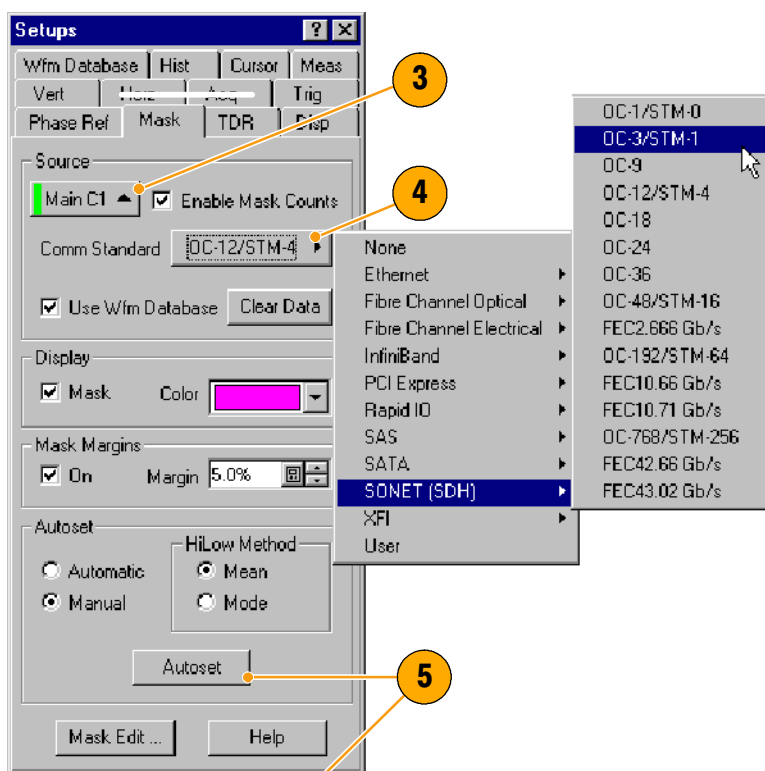 Setups
Wfm Database Hist Cursor Meas
Vert Horz Acq Trig
Phase Ref Mask TDR Disp
3
Source
Main C1 Enable Mask Counts
4
Comm Standard OC-12/STM-4
Use Wfm Database Clear Data
Display
Mask Color
Mask Margins
On Margin 5.0%
Autoset
HiLow Method
Automatic Mean
Manual Mode
Autoset
5
Mask Edit ... Help
None
Ethernet
Fibre Channel Optical
Fibre Channel Electrical
InfiniBand
PCI Express
Rapid IO
SAS
SATA
SONET (SDH)
XFI
User
OC-1/STM-0
OC-3/STM-1
OC-9
OC-12/STM-4
OC-18
OC-24
OC-36
OC-48/STM-16
FEC2.666 Gb/s
OC-192/STM-64
FEC10.66 Gb/s
FEC10.71 Gb/s
OC-768/STM-256
FEC42.66 Gb/s
FEC43.02 Gb/s